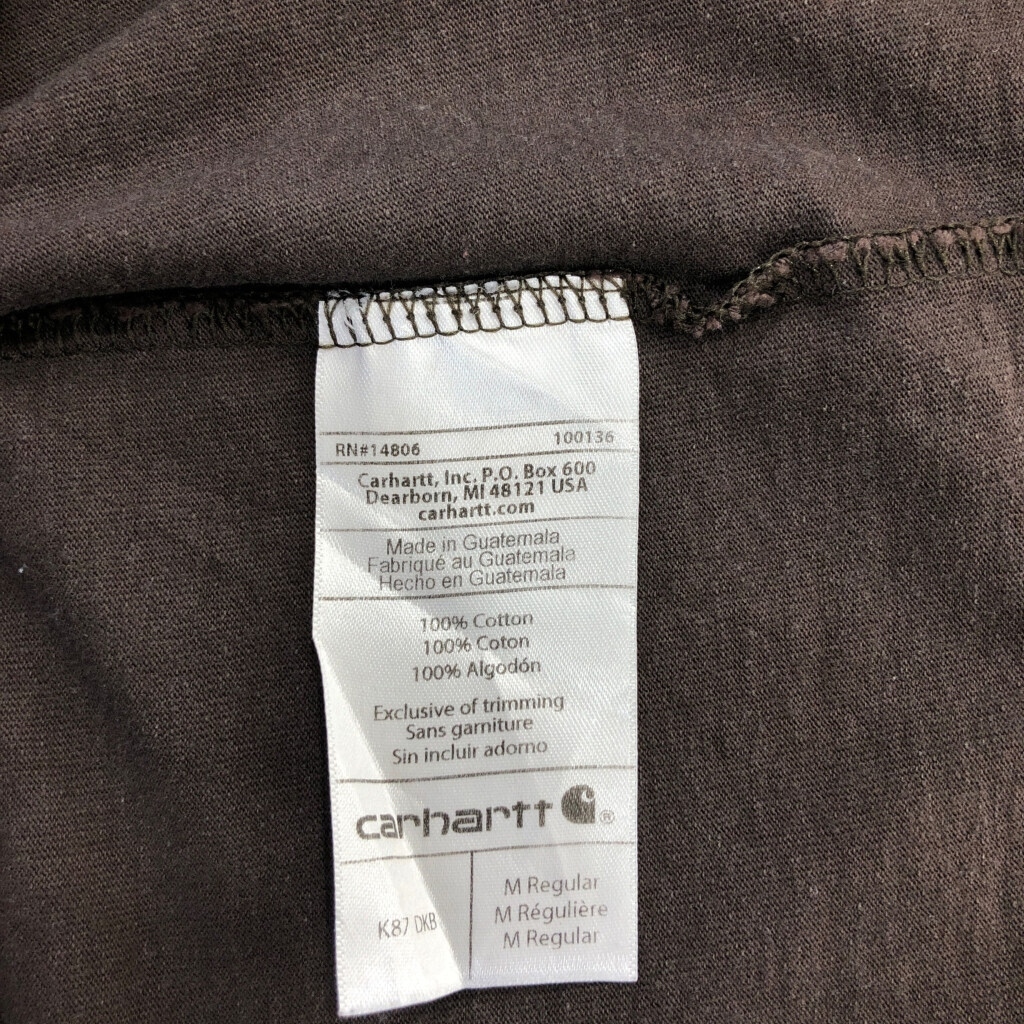 RN#14806 100136
Carhartt, Inc. P.O. Box 600
Dearborn, MI 48121 USA
carhartt.com
Made in Guatemala
Fabriqué au Guatemala
Hecho en Guatemala
100% Cotton
100% Coton
100% Algodón
Exclusive of trimming
Sans garniture
Sin incluir adorno
carhartt ®
K87 DKB
M Regular
M Régulière
M Regular